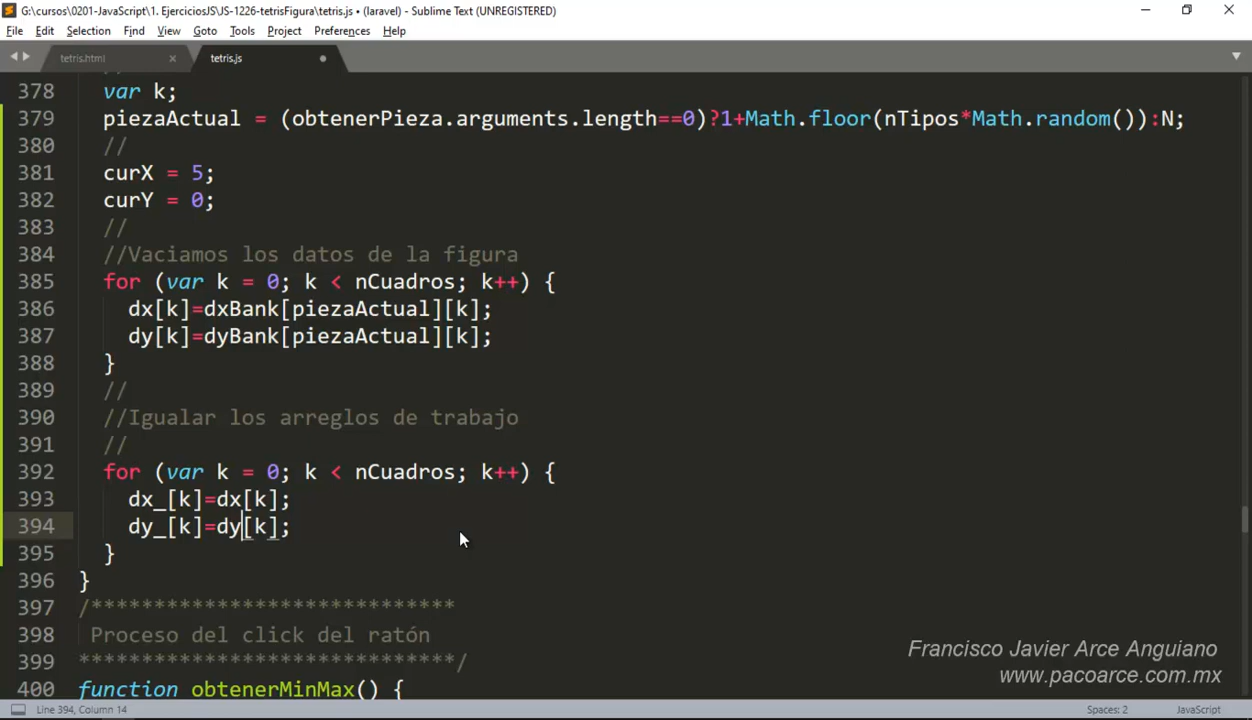 G:\cursos\0201-JavaScript\1. EjerciciosJS\JS-1226-tetrisFigura\tetris.js • (laravel) - Sublime Text (UNREGISTERED)
File Edit Selection Find View Goto Tools Project Preferences Help
tetris.html × tetris.js
378 var k;
379 piezaActual = (obtenerPieza.arguments.length==0)?1+Math.floor(nTipos*Math.random()):N;
380 //
381 curX = 5;
382 curY = 0;
383 //
384 //Vaciamos los datos de la figura
385 for (var k = 0; k < nCuadros; k++) {
386 dx[k]=dxBank[piezaActual][k];
387 dy[k]=dyBank[piezaActual][k];
388 }
389 //
390 //Igualar los arreglos de trabajo
391 //
392 for (var k = 0; k < nCuadros; k++) {
393 dx_[k]=dx[k];
394 dy_[k]=dy[k];
395 }
396 }
397 /*****************************
398 Proceso del click del ratón
399 ******************************/
400 function obtenerMinMax() {
Francisco Javier Arce Anguiano
www.pacoarce.com.mx
Line 394, Column 14 Spaces: 2 JavaScript